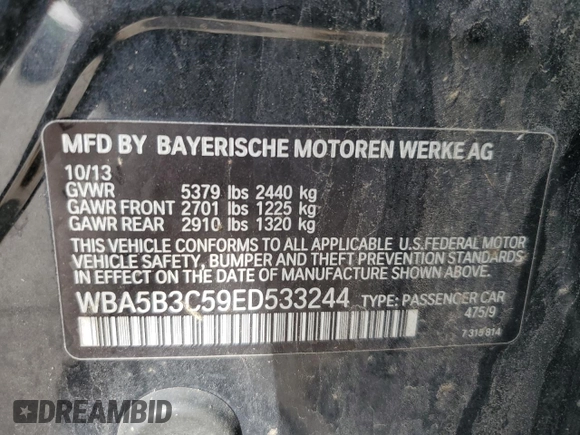 MFD BY BAYERISCHE MOTOREN WERKE AG
10/13
GVWR 5379 lbs 2440 kg
GAWR FRONT 2701 lbs 1225 kg
GAWR REAR 2910 lbs 1320 kg
THIS VEHICLE CONFORMS TO ALL APPLICABLE U.S.FEDERAL MOTOR
VEHICLE SAFETY, BUMPER AND THEFT PREVENTION STANDARDS
IN EFFECT ON THE DATE OF MANUFACTURE SHOWN ABOVE.
WBA5B3C59ED533244 TYPE: PASSENGER CAR
475/9
7 318 814
DREAMBID